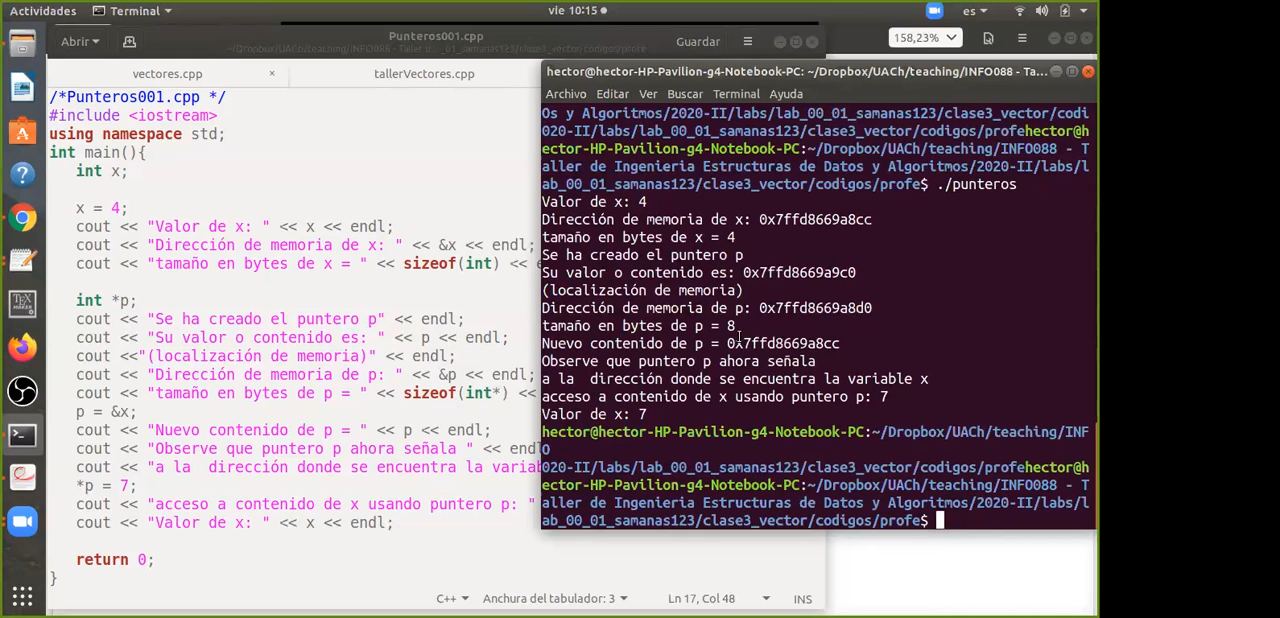 Actividades Terminal vie 10:15 es
Abrir Punteros001.cpp Guardar 158,23%
~/Dropbox/UACh/teaching/INFO088 - Taller d..._01_samanas123/clase3_vector/codigos/profe
vectores.cpp × tallerVectores.cpp
/*Punteros001.cpp */
#include <iostream>
using namespace std;
int main(){
int x;
x = 4;
cout << "Valor de x: " << x << endl;
cout << "Dirección de memoria de x: " << &x << endl;
cout << "tamaño en bytes de x = " << sizeof(int) << e
int *p;
cout << "Se ha creado el puntero p" << endl;
cout << "Su valor o contenido es: " << p << endl;
cout <<"(localización de memoria)" << endl;
cout << "Dirección de memoria de p: " << &p << endl;
cout << "tamaño en bytes de p = " << sizeof(int*) <<
p = &x;
cout << "Nuevo contenido de p = " << p << endl;
cout << "Observe que puntero p ahora señala " << endl
cout << "a la  dirección donde se encuentra la variab
*p = 7;
cout << "acceso a contenido de x usando puntero p: "
cout << "Valor de x: " << x << endl;
return 0;
}
C++ Anchura del tabulador: 3 Ln 17, Col 48 INS
hector@hector-HP-Pavilion-g4-Notebook-PC: ~/Dropbox/UACh/teaching/INFO088 - Ta...
Archivo Editar Ver Buscar Terminal Ayuda
Os y Algoritmos/2020-II/labs/lab_00_01_samanas123/clase3_vector/codi
020-II/labs/lab_00_01_samanas123/clase3_vector/codigos/profehector@h
ector-HP-Pavilion-g4-Notebook-PC:~/Dropbox/UACh/teaching/INFO088 - T
aller de Ingenieria Estructuras de Datos y Algoritmos/2020-II/labs/l
ab_00_01_samanas123/clase3_vector/codigos/profe$ ./punteros
Valor de x: 4
Dirección de memoria de x: 0x7ffd8669a8cc
tamaño en bytes de x = 4
Se ha creado el puntero p
Su valor o contenido es: 0x7ffd8669a9c0
(localización de memoria)
Dirección de memoria de p: 0x7ffd8669a8d0
tamaño en bytes de p = 8
Nuevo contenido de p = 0x7ffd8669a8cc
Observe que puntero p ahora señala
a la  dirección donde se encuentra la variable x
acceso a contenido de x usando puntero p: 7
Valor de x: 7
hector@hector-HP-Pavilion-g4-Notebook-PC:~/Dropbox/UACh/teaching/INF
O
020-II/labs/lab_00_01_samanas123/clase3_vector/codigos/profehector@h
ector-HP-Pavilion-g4-Notebook-PC:~/Dropbox/UACh/teaching/INFO088 - T
aller de Ingenieria Estructuras de Datos y Algoritmos/2020-II/labs/l
ab_00_01_samanas123/clase3_vector/codigos/profe$